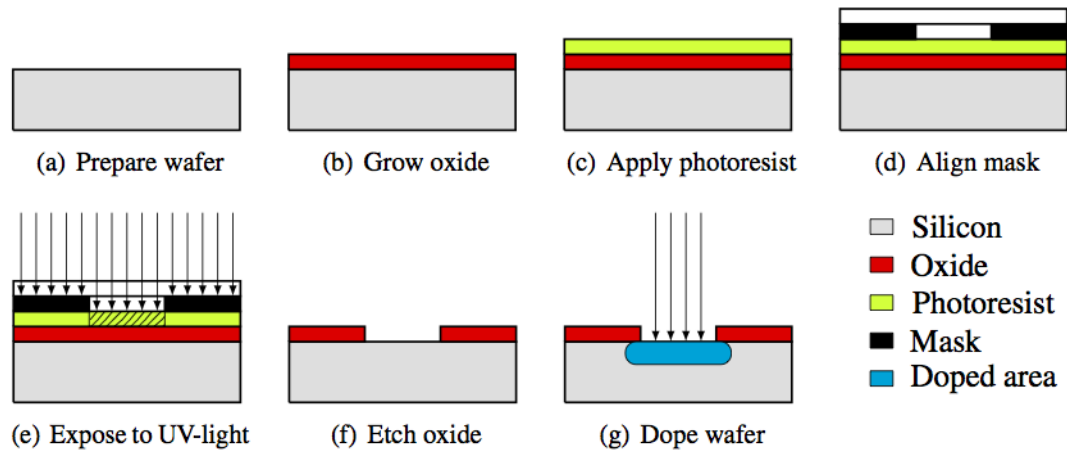 (a) Prepare wafer
(b) Grow oxide
(c) Apply photoresist
(d) Align mask
Silicon
Oxide
Photoresist
Mask
Doped area
(e) Expose to UV-light
(f) Etch oxide
(g) Dope wafer